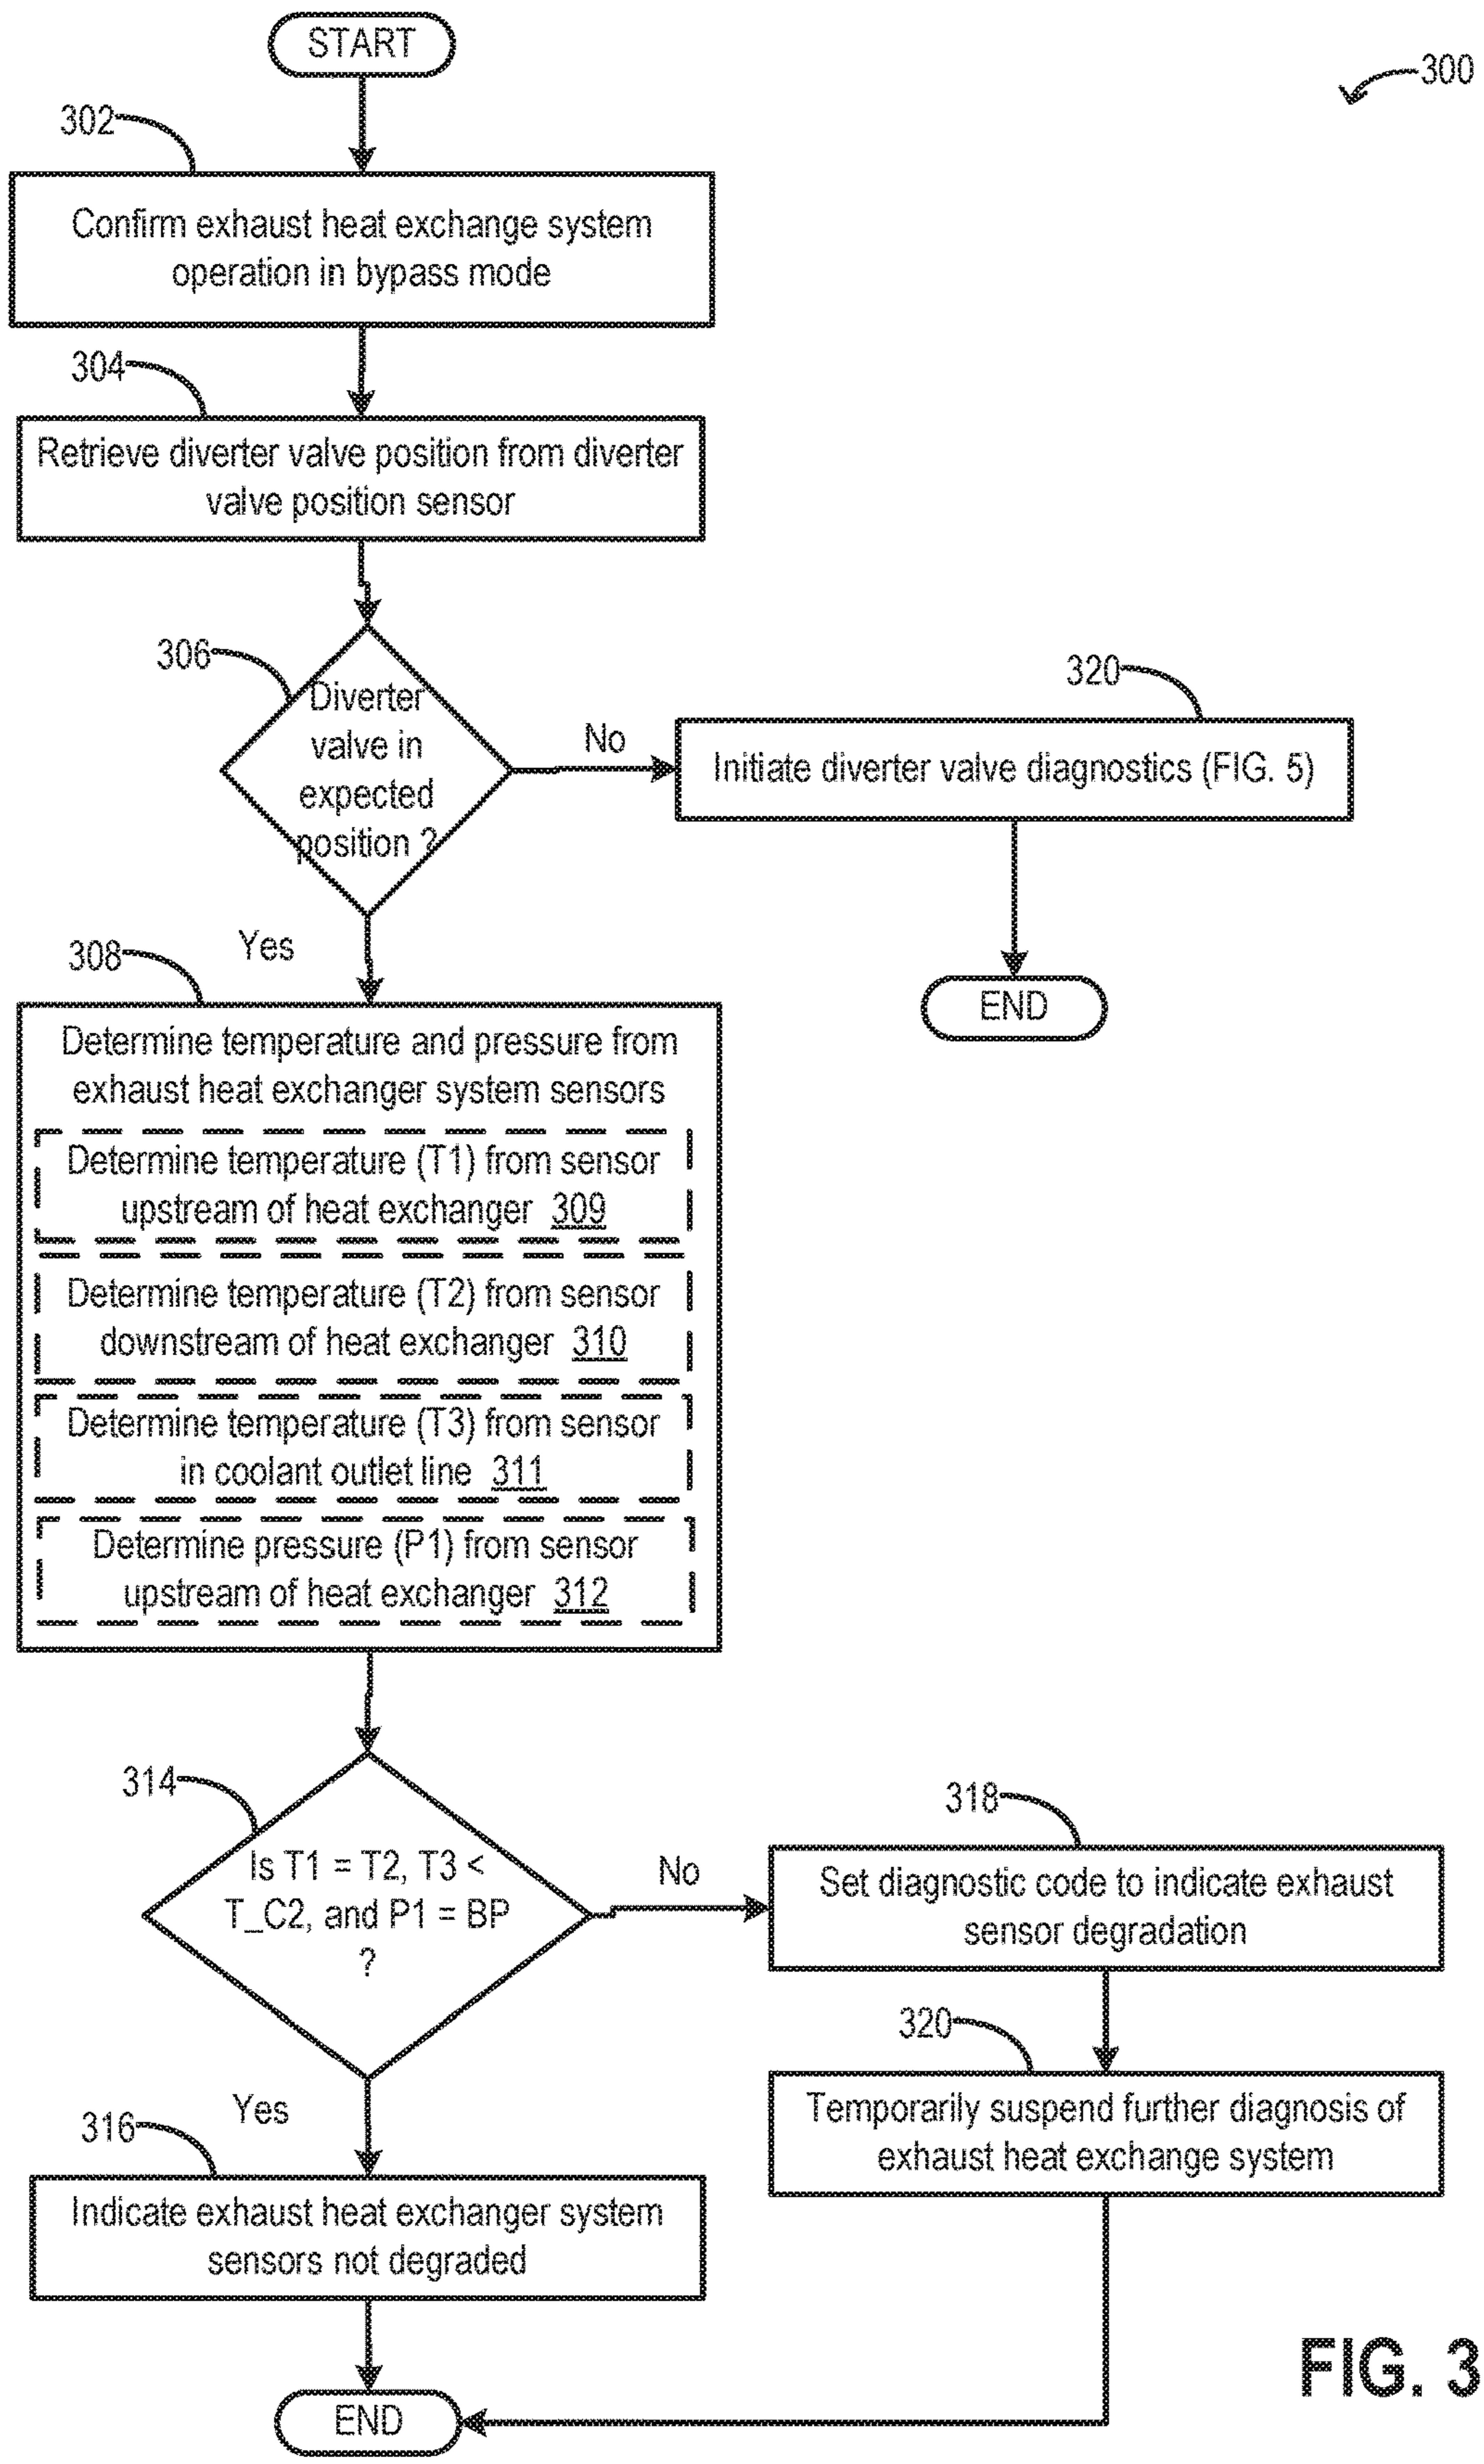 START
300
302
Confirm exhaust heat exchange system
operation in bypass mode
304
Retrieve diverter valve position from diverter
valve position sensor
306
Diverter
valve in
expected
position ?
No
320
Initiate diverter valve diagnostics (FIG. 5)
END
Yes
308
Determine temperature and pressure from
exhaust heat exchanger system sensors
Determine temperature (T1) from sensor
upstream of heat exchanger 309
Determine temperature (T2) from sensor
downstream of heat exchanger 310
Determine temperature (T3) from sensor
in coolant outlet line 311
Determine pressure (P1) from sensor
upstream of heat exchanger 312
314
Is T1 = T2, T3 <
T_C2, and P1 = BP
?
No
318
Set diagnostic code to indicate exhaust
sensor degradation
320
Temporarily suspend further diagnosis of
exhaust heat exchange system
Yes
316
Indicate exhaust heat exchanger system
sensors not degraded
END
FIG. 3